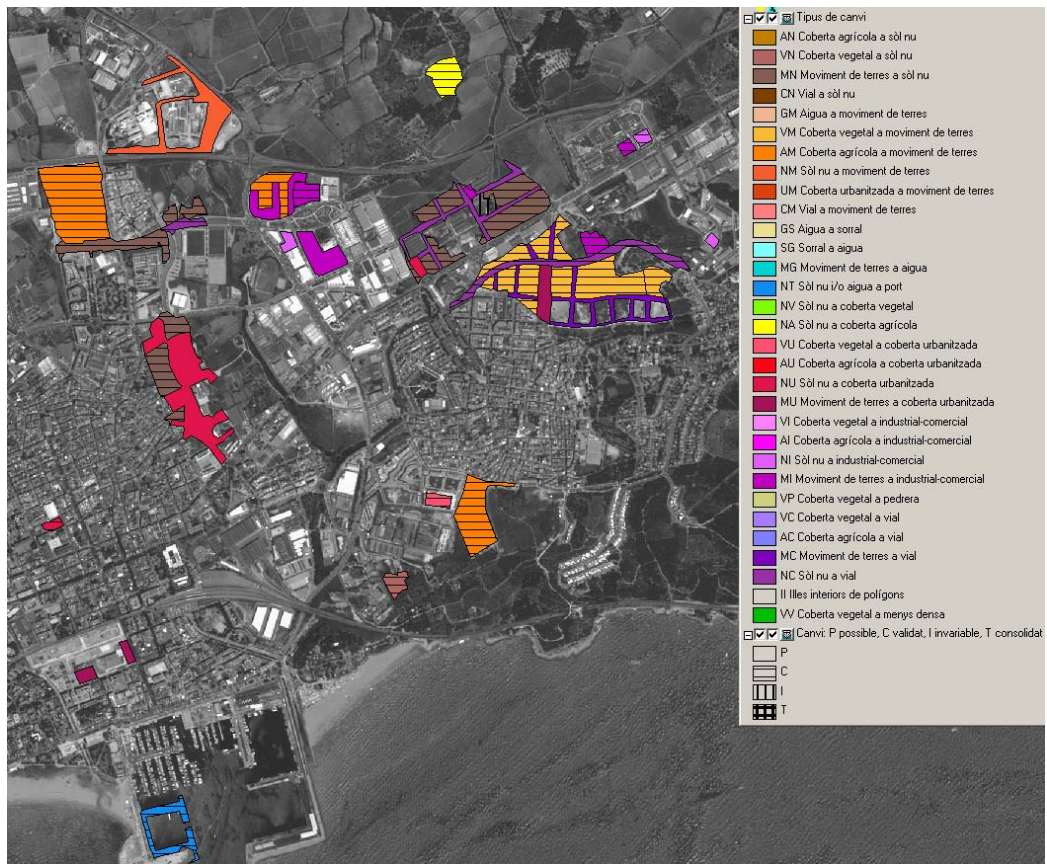 Tipus de canvi
AN Coberta agrícola a sòl nu
VN Coberta vegetal a sòl nu
MN Moviment de terres a sòl nu
CN Vial a sòl nu
GM Aigua a moviment de terres
VM Coberta vegetal a moviment de terres
AM Coberta agrícola a moviment de terres
NM Sòl nu a moviment de terres
UM Coberta urbanitzada a moviment de terres
CM Vial a moviment de terres
GS Aigua a sorral
SG Sorral a aigua
MG Moviment de terres a aigua
NT Sòl nu i/o aigua a port
NV Sòl nu a coberta vegetal
NA Sòl nu a coberta agrícola
VU Coberta vegetal a coberta urbanitzada
AU Coberta agrícola a coberta urbanitzada
NU Sòl nu a coberta urbanitzada
MU Moviment de terres a coberta urbanitzada
VI Coberta vegetal a industrial-comercial
AI Coberta agrícola a industrial-comercial
NI Sòl nu a industrial-comercial
MI Moviment de terres a industrial-comercial
VP Coberta vegetal a pedrera
VC Coberta vegetal a vial
AC Coberta agrícola a vial
MC Moviment de terres a vial
NC Sòl nu a vial
II Illes interiors de polígons
VV Coberta vegetal a menys densa
Canvi: P possible, C validat, I invariable, T consolidat
P
C
I
T